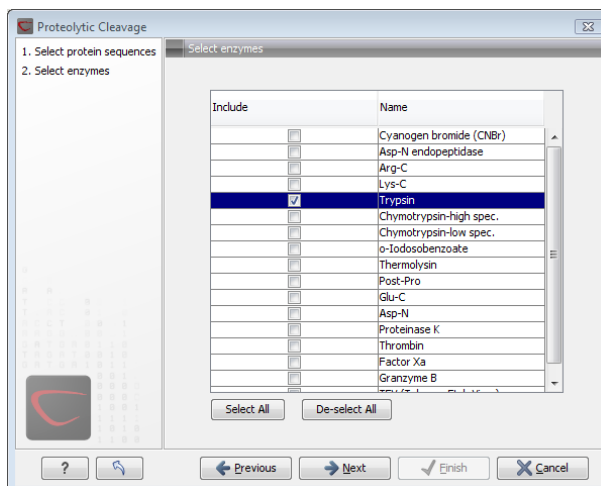 Proteolytic Cleavage
1. Select protein sequences
2. Select enzymes
Select enzymes
Include Name
Cyanogen bromide (CNBr)
Asp-N endopeptidase
Arg-C
Lys-C
Trypsin
Chymotrypsin-high spec.
Chymotrypsin-low spec.
o-Iodosobenzoate
Thermolysin
Post-Pro
Glu-C
Asp-N
Proteinase K
Thrombin
Factor Xa
Granzyme B
Select All De-select All
? Previous Next Finish Cancel